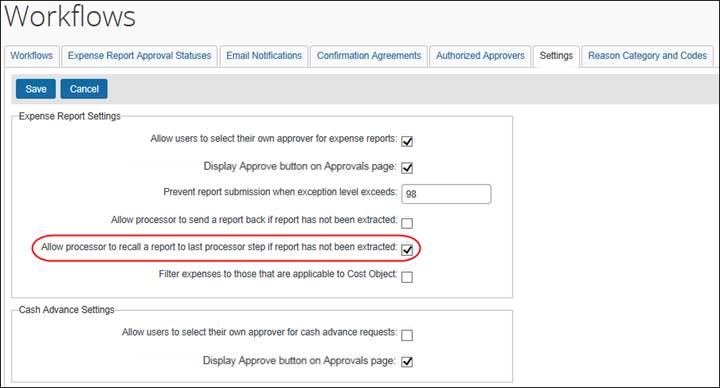 Workflows
Workflows Expense Report Approval Statuses Email Notifications Confirmation Agreements Authorized Approvers Settings Reason Category and Codes
Save Cancel
Expense Report Settings
Allow users to select their own approver for expense reports:
Display Approve button on Approvals page:
Prevent report submission when exception level exceeds: 98
Allow processor to send a report back if report has not been extracted:
Allow processor to recall a report to last processor step if report has not been extracted:
Filter expenses to those that are applicable to Cost Object:
Cash Advance Settings
Allow users to select their own approver for cash advance requests:
Display Approve button on Approvals page: